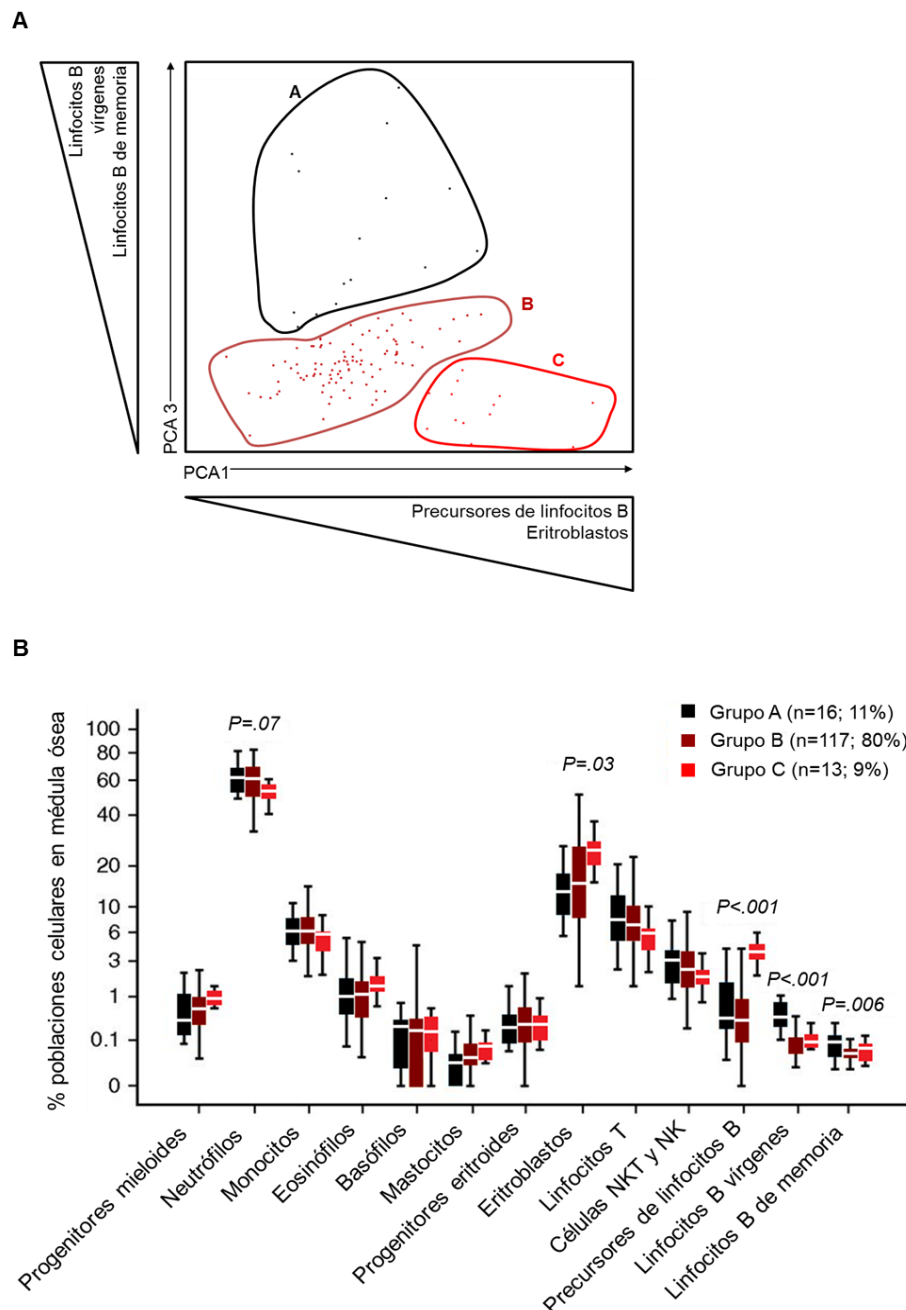 A
Linfocitos B
vírgenes
Linfocitos B de memoria
A
B
C
PCA 3
PCA1
Precursores de linfocitos B
Eritroblastos
B
% poblaciones celulares en médula ósea
100
80
60
40
20
10
6
3
1
0.1
0
P=.07
P=.03
P<.001
P<.001
P=.006
Grupo A (n=16; 11%)
Grupo B (n=117; 80%)
Grupo C (n=13; 9%)
Progenitores mieloides
Neutrófilos
Monocitos
Eosinófilos
Basófilos
Mastocitos
Progenitores eritroides
Eritroblastos
Linfocitos T
Células NKT y NK
Precursores de linfocitos B
Linfocitos B vírgenes
Linfocitos B de memoria